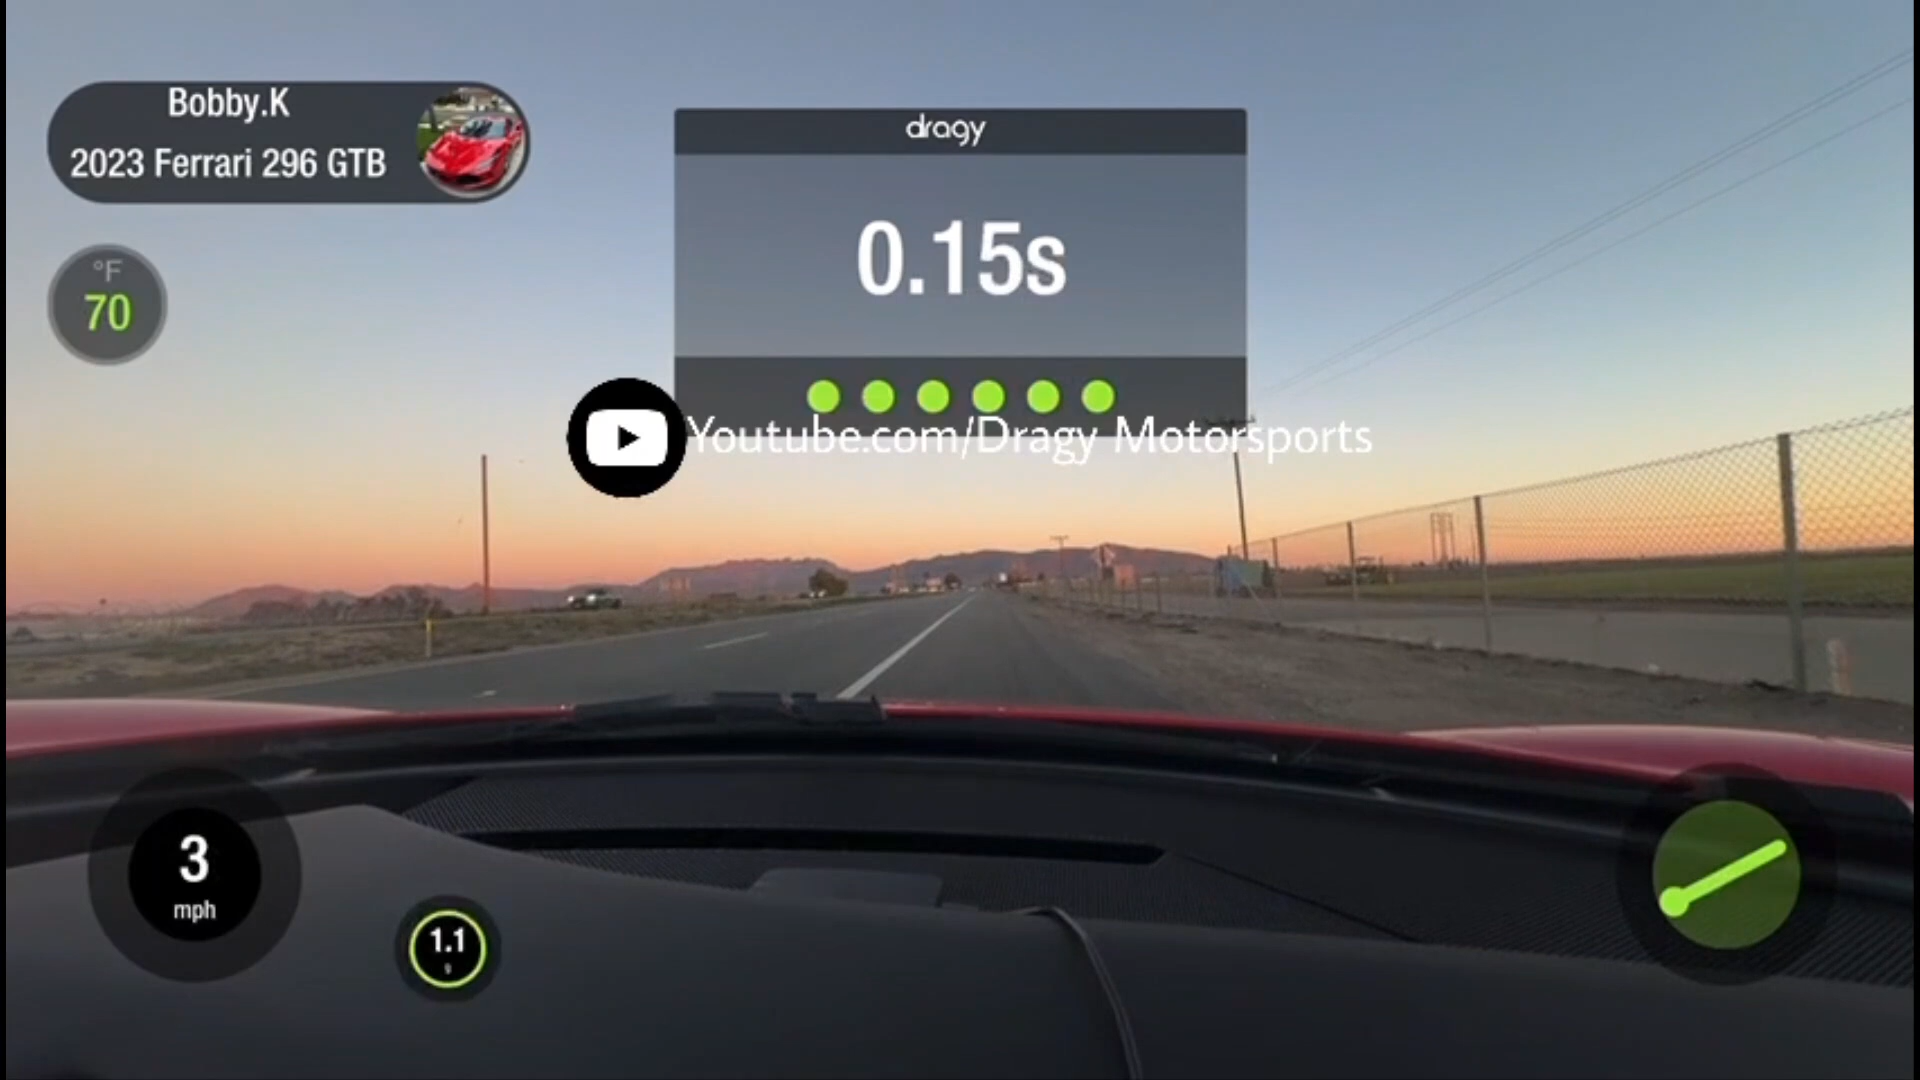 Bobby.K
2023 Ferrari 296 GTB
dragy
0.15s
°F
70
Youtube.com/Dragy Motorsports
3
mph
1.1
g